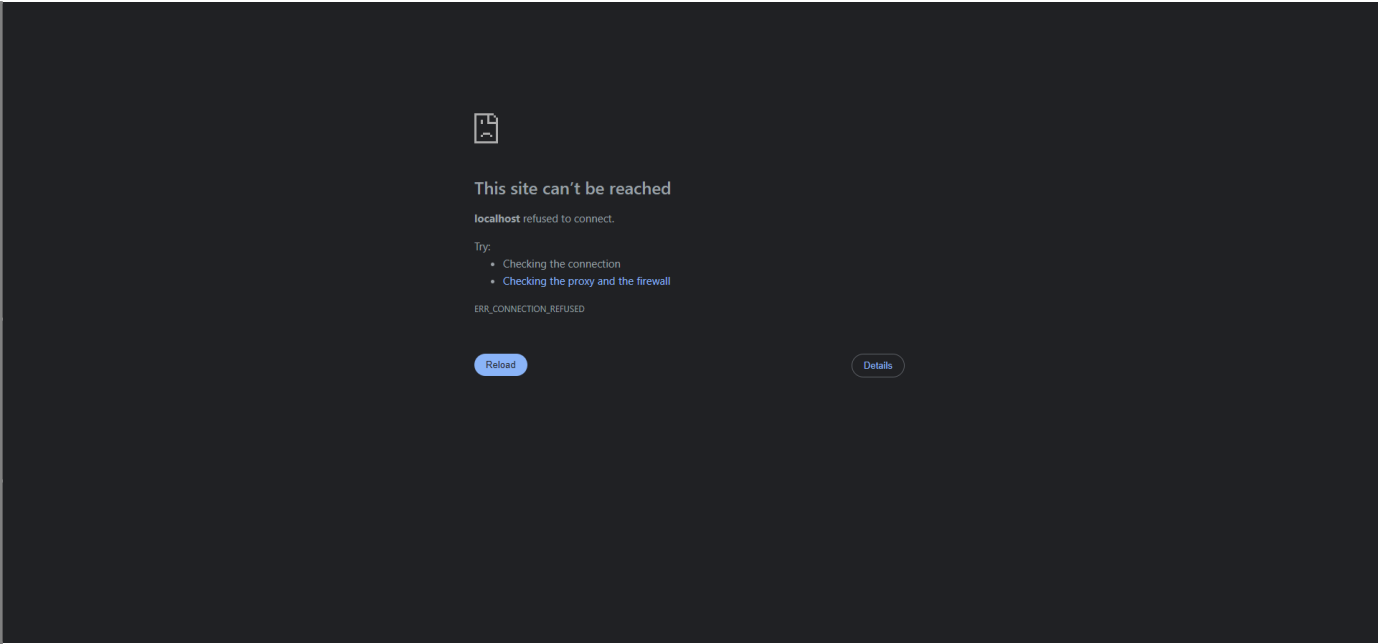 This site can’t be reached
localhost refused to connect.
Try:
• Checking the connection
• Checking the proxy and the firewall
ERR_CONNECTION_REFUSED
Reload
Details